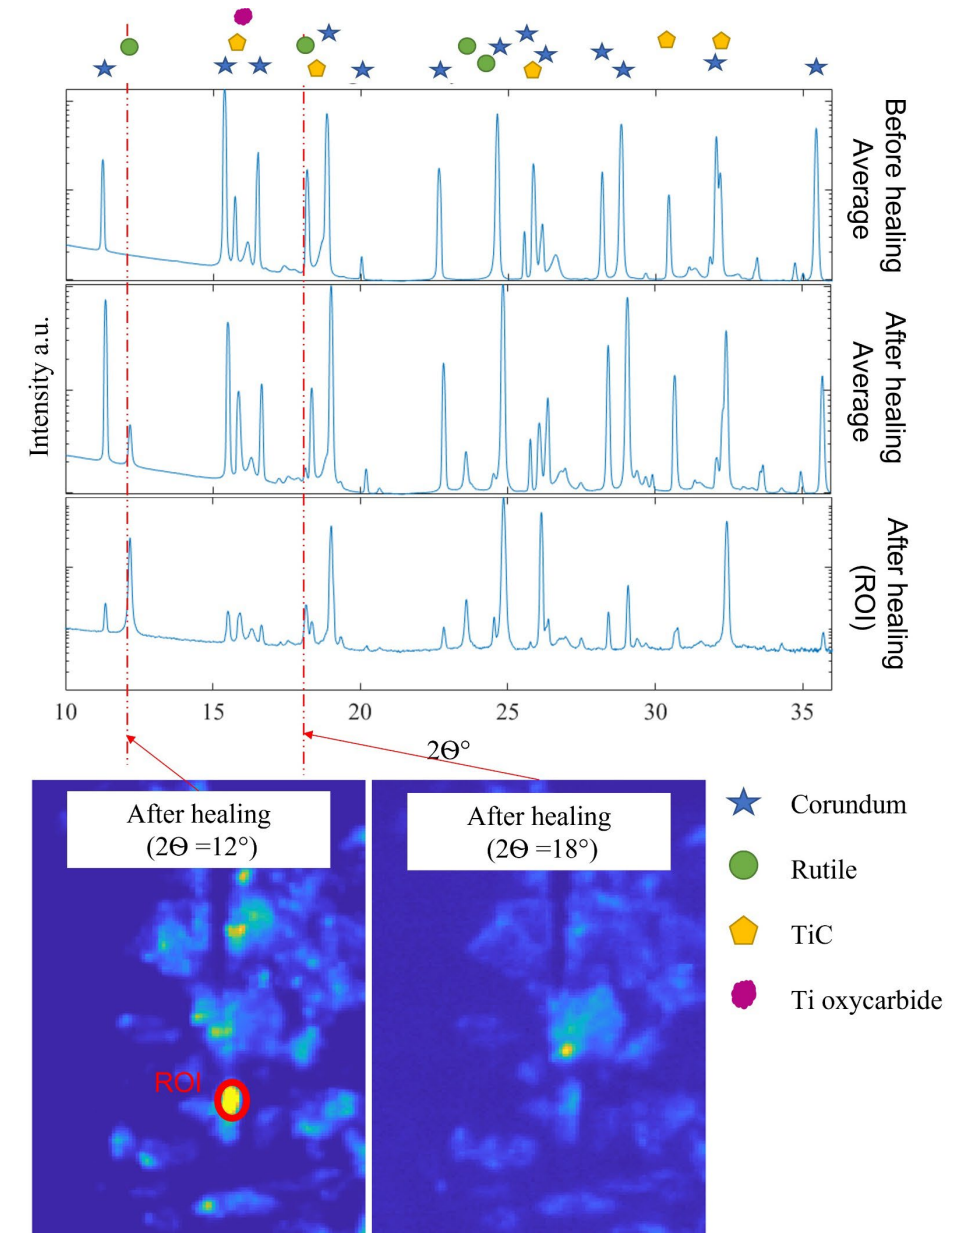 Before healing
Average
After healing
Average
After healing
(ROI)
Intensity a.u.
10 15 20 25 30 35
2Θ°
After healing
(2Θ =12°)
After healing
(2Θ =18°)
ROI
Corundum
Rutile
TiC
Ti oxycarbide